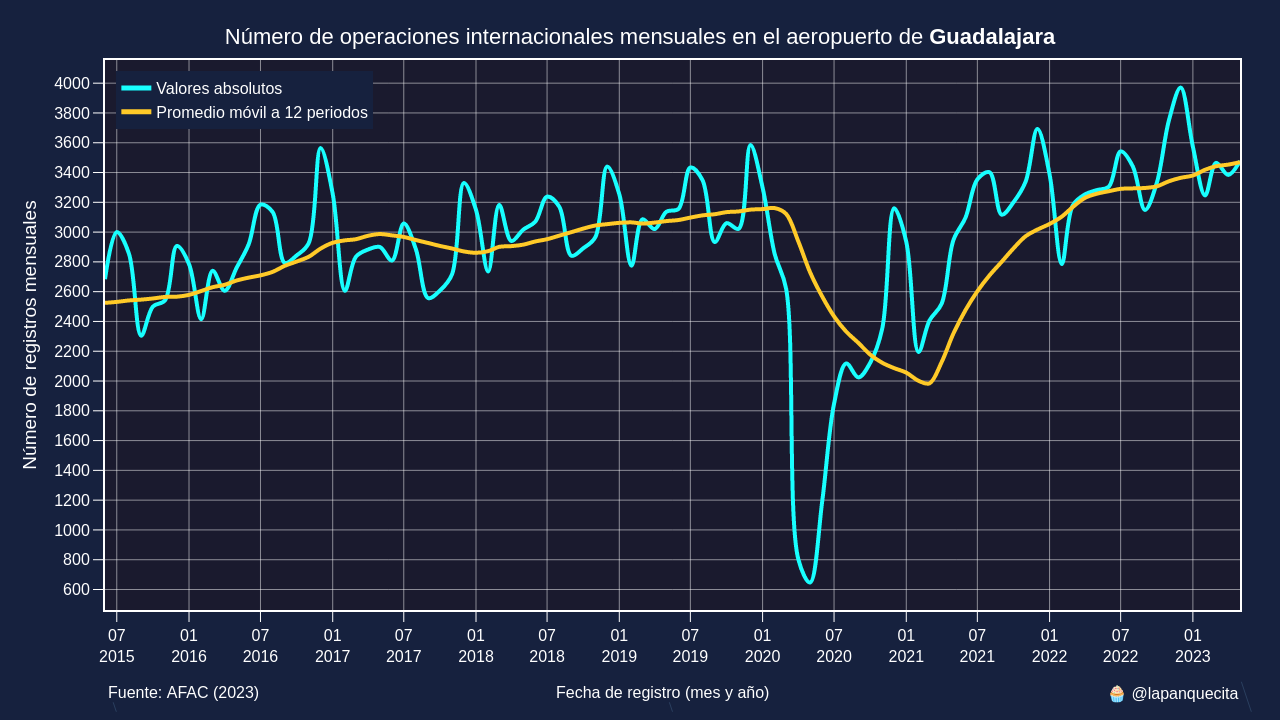 Número de operaciones internacionales mensuales en el aeropuerto de Guadalajara
Valores absolutos
Promedio móvil a 12 periodos
Número de registros mensuales
4000
3800
3600
3400
3200
3000
2800
2600
2400
2200
2000
1800
1600
1400
1200
1000
800
600
07 01 07 01 07 01 07 01 07 01 07 01 07 01 07 01
2015 2016 2016 2017 2017 2018 2018 2019 2019 2020 2020 2021 2021 2022 2022 2023
Fuente: AFAC (2023)
Fecha de registro (mes y año)
🧁 @lapanquecita